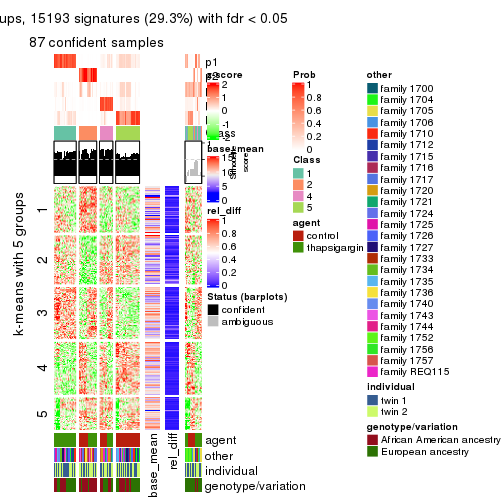 ups, 15193 signatures (29.3%) with fdr < 0.05
87 confident samples
p1
z-score
2
1
0
-1
-2
base_mean
15
5
0
rel_diff
1
0.8
0.6
0.4
0.2
0
Status (barplots)
confident
ambiguous
Silhouette
score
k-means with 5 groups
1
2
3
4
5
base_mean
rel_diff
agent
other
individual
genotype/variation
Prob
1
0.8
0.6
0.4
0.2
0
Class
1
2
4
5
agent
control
thapsigargin
other
family 1700
family 1704
family 1705
family 1706
family 1710
family 1712
family 1715
family 1716
family 1717
family 1720
family 1721
family 1724
family 1725
family 1726
family 1727
family 1733
family 1734
family 1735
family 1736
family 1740
family 1743
family 1744
family 1752
family 1756
family 1757
family REQ115
individual
twin 1
twin 2
genotype/variation
African American ancestry
European ancestry